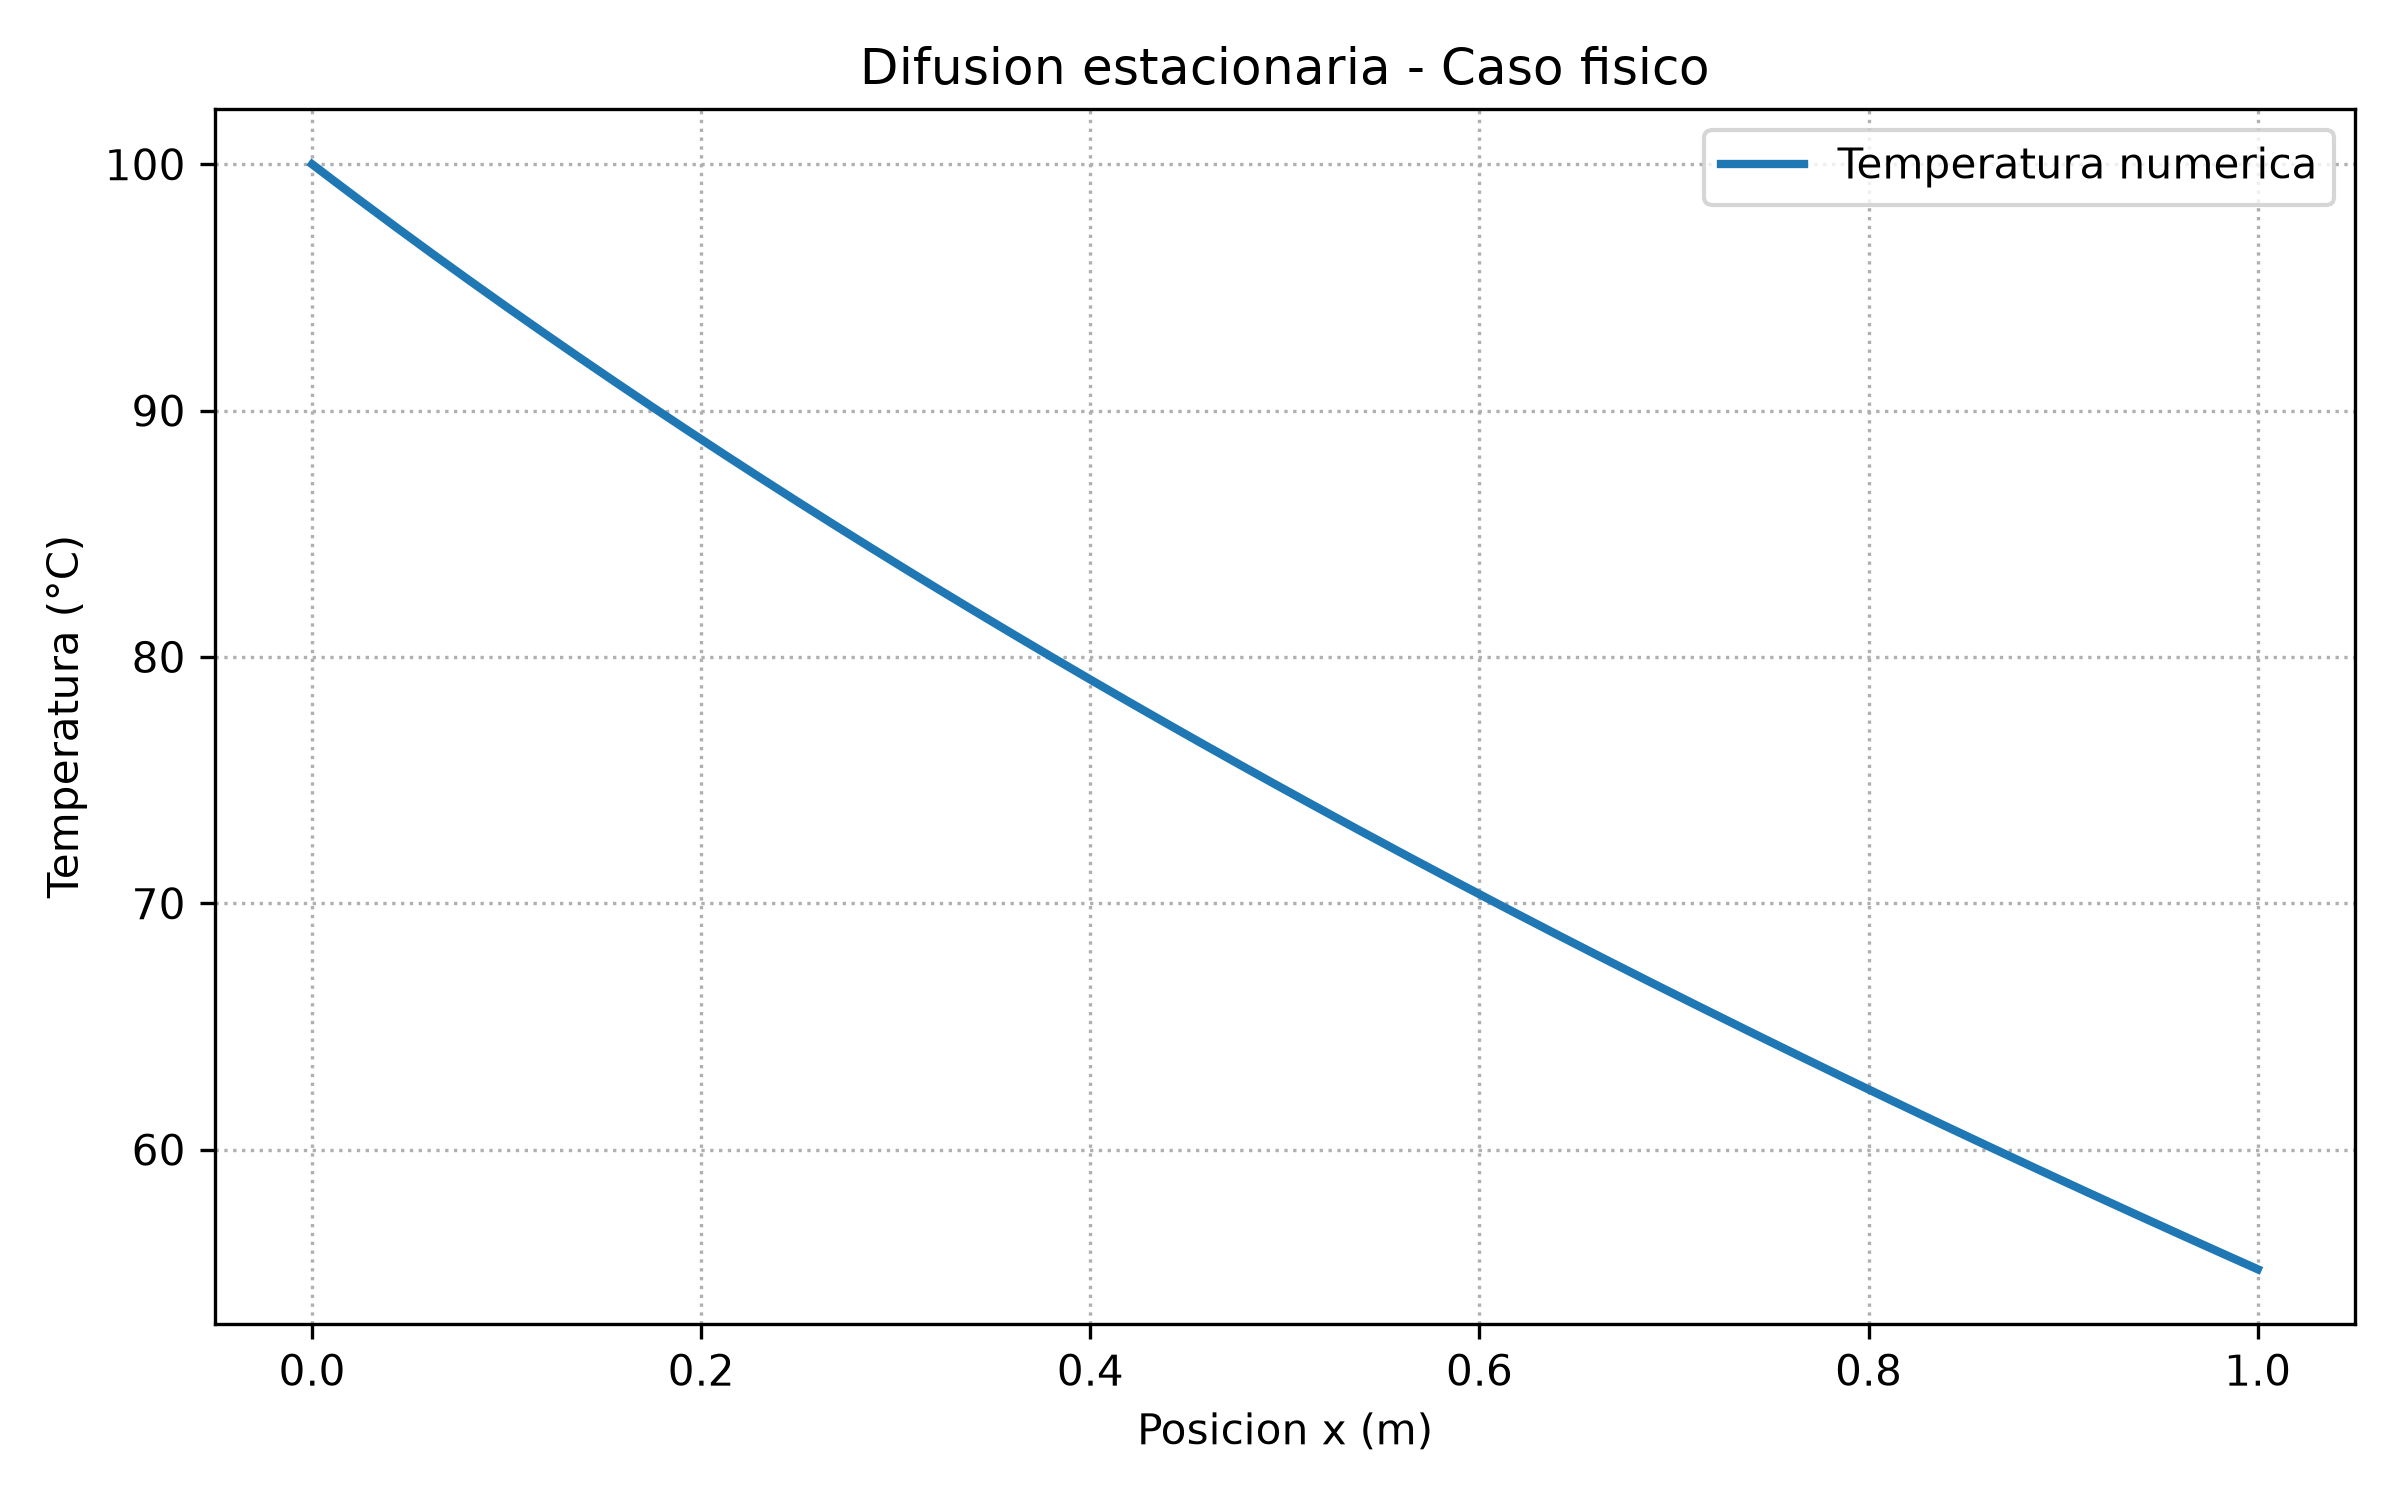 Difusion estacionaria - Caso fisico
Temperatura numerica
100
90
80
70
60
Temperatura (°C)
0.0 0.2 0.4 0.6 0.8 1.0
Posicion x (m)